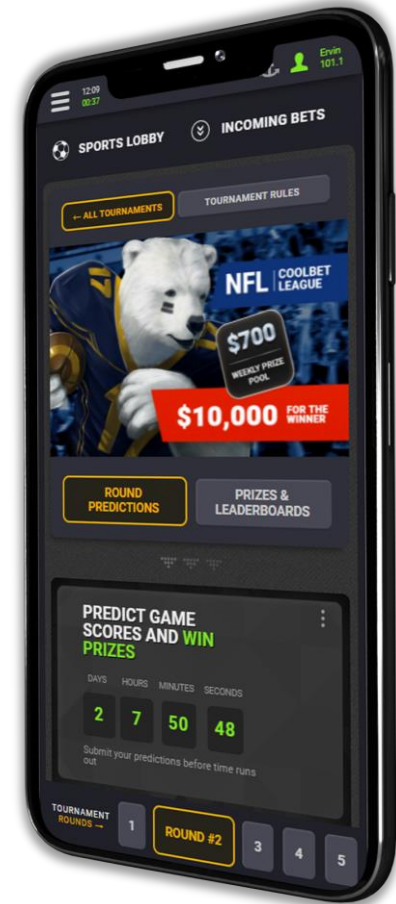 12:09
00:37
Ervin
101.1
SPORTS LOBBY
INCOMING BETS
← ALL TOURNAMENTS
TOURNAMENT RULES
17
NFL | COOLBET
LEAGUE
$700
WEEKLY PRIZE
POOL
$10,000 FOR THE
WINNER
ROUND
PREDICTIONS
PRIZES &
LEADERBOARDS
PREDICT GAME
SCORES AND WIN
PRIZES
DAYS HOURS MINUTES SECONDS
2 7 50 48
Submit your predictions before time runs
out
TOURNAMENT
ROUNDS →
1 ROUND #2 3 4 5